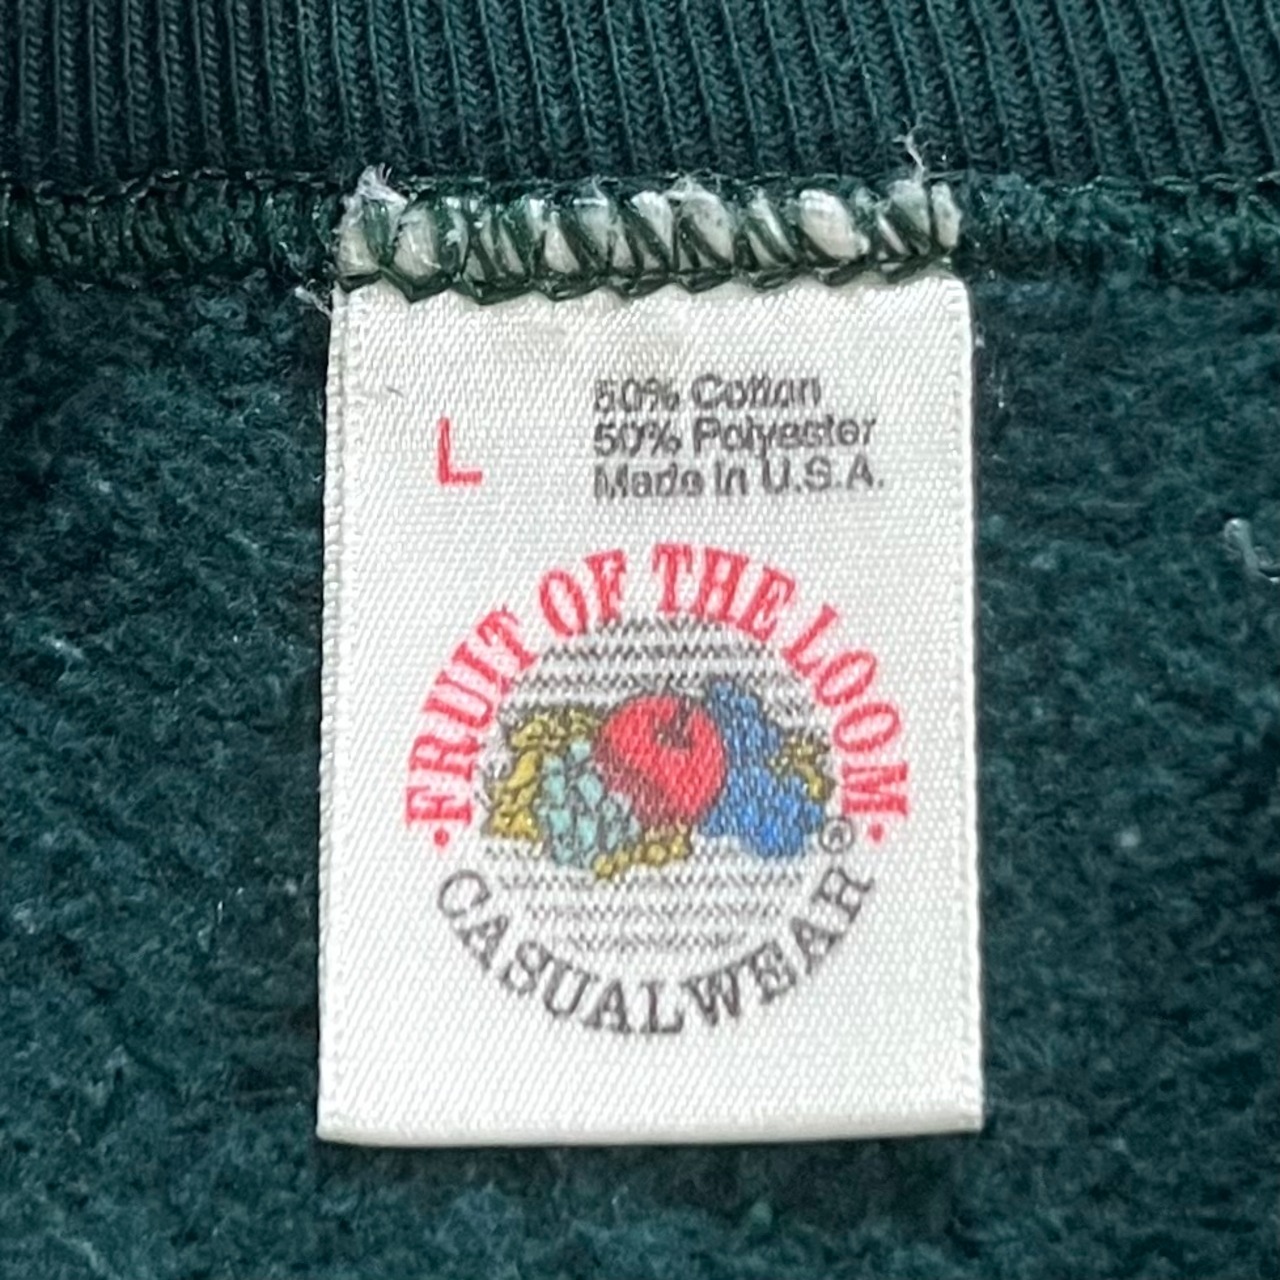 L
50% Cotton
50% Polyester
Made in U.S.A.
·FRUIT OF THE LOOM·
®
CASUALWEAR